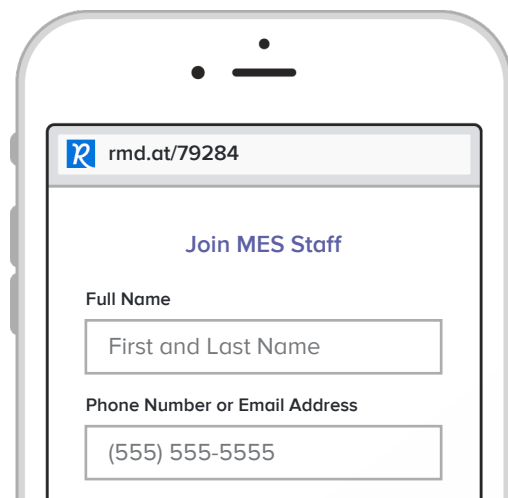 rmd.at/79284
Join MES Staff
Full Name
First and Last Name
Phone Number or Email Address
(555) 555-5555